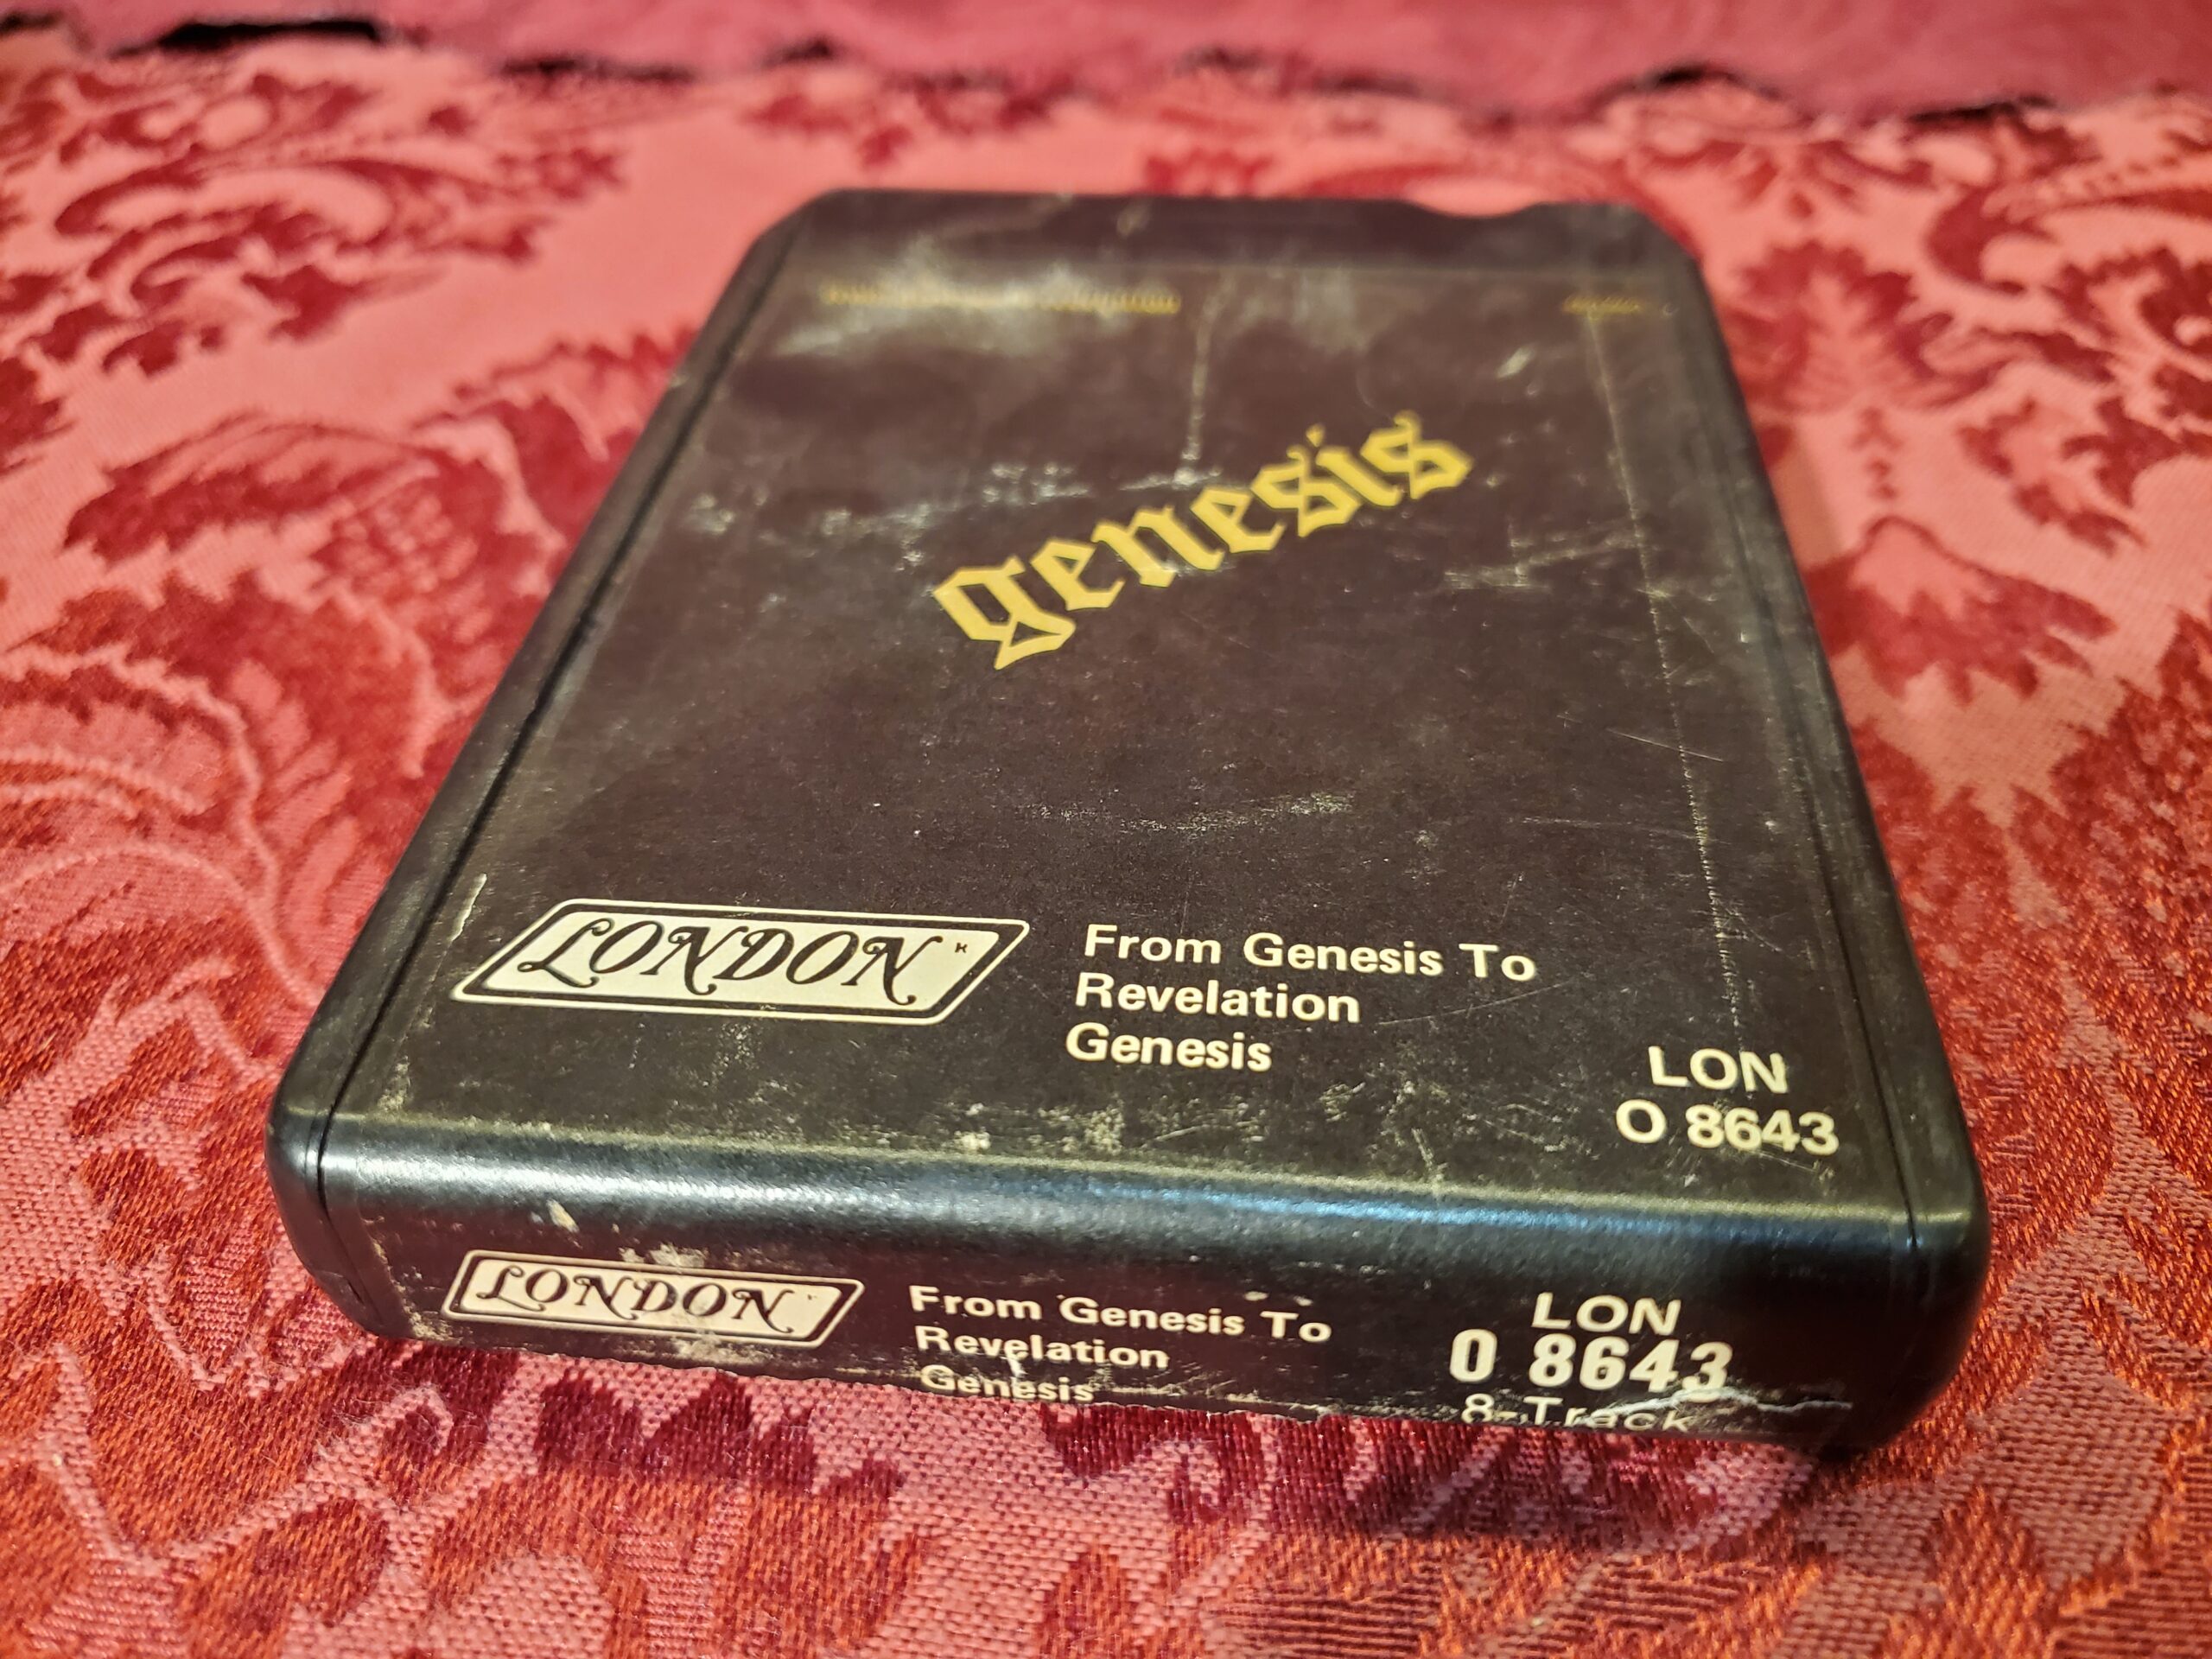 genesis
LONDON
From Genesis To
Revelation
Genesis
LON
O 8643
LONDON
From Genesis To
Revelation
Genesis
LON
O 8643
8-Track